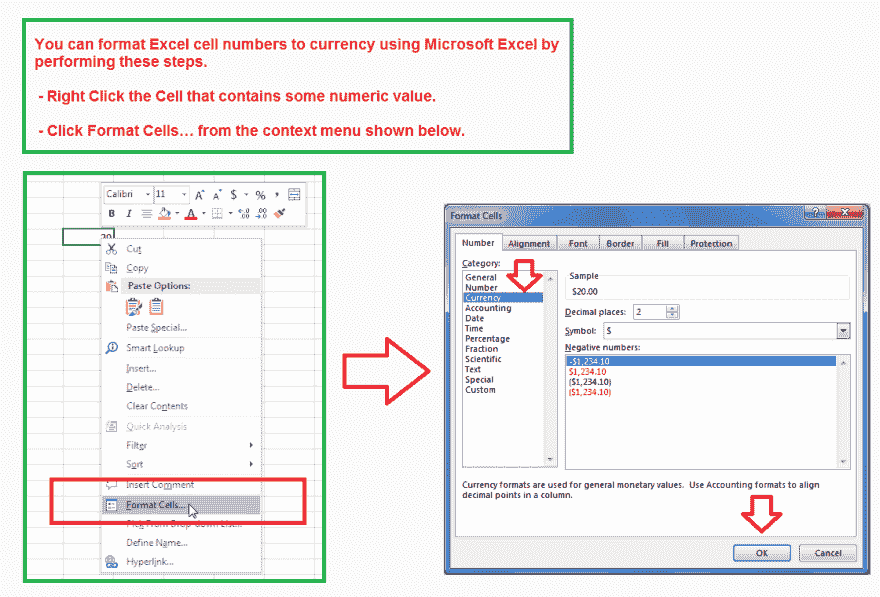 You can format Excel cell numbers to currency using Microsoft Excel by
performing these steps.
- Right Click the Cell that contains some numeric value.
- Click Format Cells… from the context menu shown below.
Calibri 11 A A $ % ,
B I A
20
Cut
Copy
Paste Options:
Paste Special...
Smart Lookup
Insert...
Delete...
Clear Contents
Quick Analysis
Filter
Sort
Insert Comment
Format Cells...
Pick From Drop-down List...
Define Name...
Hyperlink...
Format Cells
Number Alignment Font Border Fill Protection
Category:
General
Number
Currency
Accounting
Date
Time
Percentage
Fraction
Scientific
Text
Special
Custom
Sample
$20.00
Decimal places: 2
Symbol: $
Negative numbers:
-$1,234.10
$1,234.10
($1,234.10)
($1,234.10)
Currency formats are used for general monetary values. Use Accounting formats to align
decimal points in a column.
OK Cancel